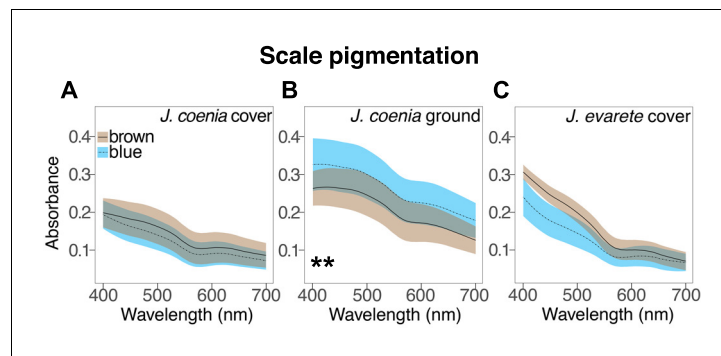 Scale pigmentation
A
B
C
J. coenia cover
J. coenia ground
J. evarete cover
brown
blue
Absorbance
0.4
0.3
0.2
0.1
400 500 600 700
Wavelength (nm)
0.4
0.3
0.2
0.1
**
400 500 600 700
Wavelength (nm)
0.4
0.3
0.2
0.1
400 500 600 700
Wavelength (nm)